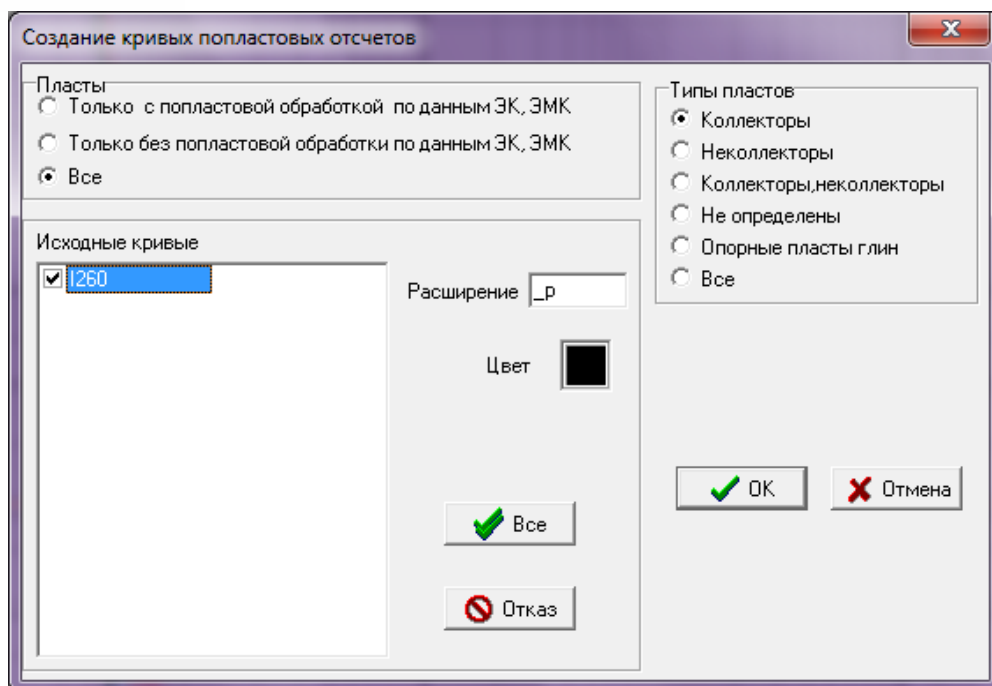 Создание кривых попластовых отсчетов
Пласты
Только с попластовой обработкой по данным ЭК, ЭМК
Только без попластовой обработки по данным ЭК, ЭМК
Все
Типы пластов
Коллекторы
Неколлекторы
Коллекторы,неколлекторы
Не определены
Опорные пласты глин
Все
Исходные кривые
I260
Расширение _p
Цвет
Все
Отказ
OK
Отмена